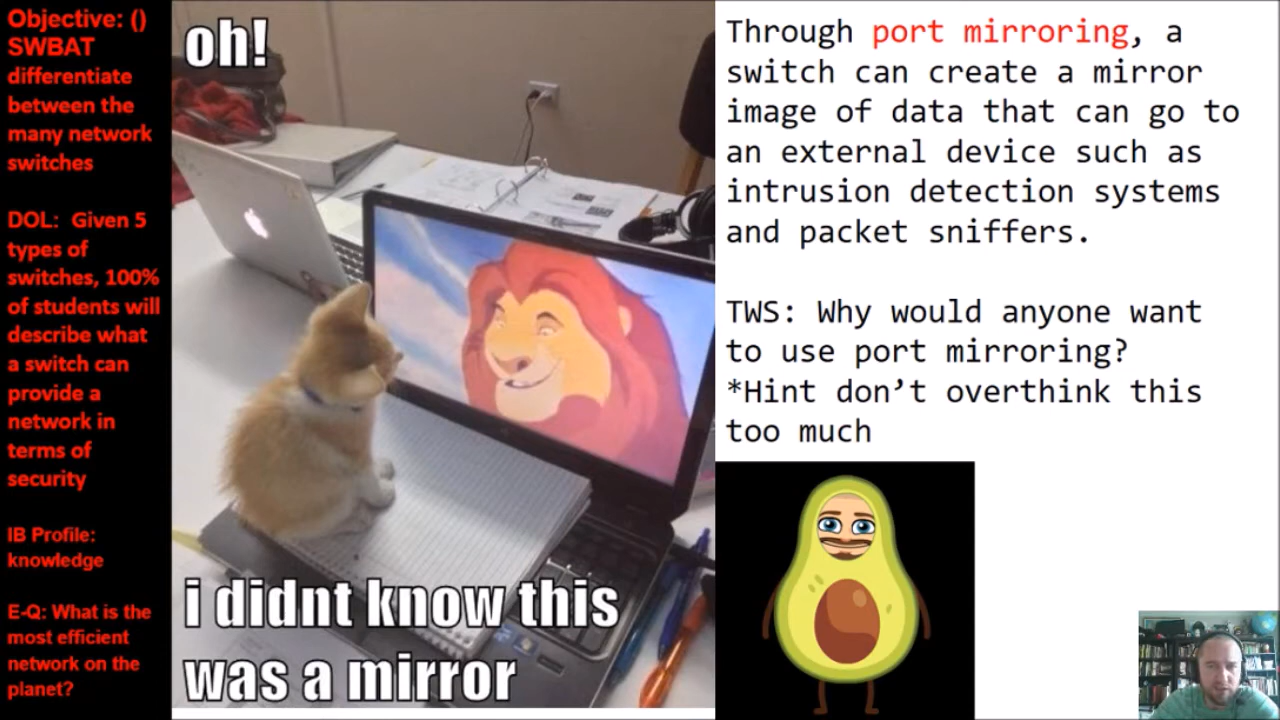 Objective: ()
SWBAT
differentiate
between the
many network
switches
DOL:  Given 5
types of
switches, 100%
of students will
describe what
a switch can
provide a
network in
terms of
security
IB Profile:
knowledge
E-Q: What is the
most efficient
network on the
planet?
oh!
i didnt know this
was a mirror
Through port mirroring, a
switch can create a mirror
image of data that can go to
an external device such as
intrusion detection systems
and packet sniffers.
TWS: Why would anyone want
to use port mirroring?
*Hint don’t overthink this
too much